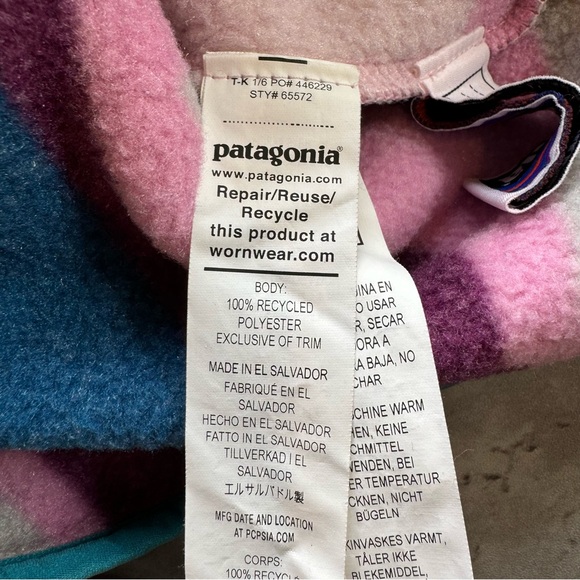 T-K 1/6 PO# 446229
STY# 65572
patagonia®
www.patagonia.com
Repair/Reuse/
Recycle
this product at
wornwear.com
BODY:
100% RECYCLED
POLYESTER
EXCLUSIVE OF TRIM
MADE IN EL SALVADOR
FABRIQUÉ EN EL
SALVADOR
HECHO EN EL SALVADOR
FATTO IN EL SALVADOR
TILLVERKAD I EL
SALVADOR
エルサルバドル製
MFG DATE AND LOCATION
AT PCPSIA.COM
CORPS:
100% RECYCLÉ
INA EN
O USAR
R, SECAR
ORA A
A BAJA, NO
CHAR
CHINE WARM
HEN, KEINE
CHMITTEL
VENDEN, BEI
ER TEMPERATUR
CKNEN, NICHT
BÜGELN
KINVASKES VARMT,
TÅLER IKKE
BLEKEMIDDEL,